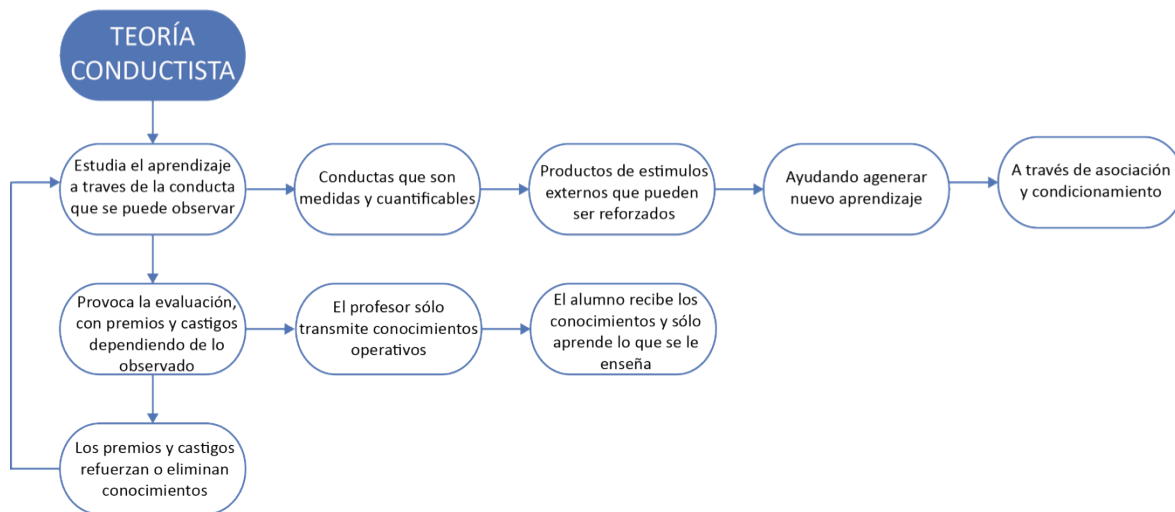 TEORÍA
CONDUCTISTA
Estudia el aprendizaje
a traves de la conducta
que se puede observar
Conductas que son
medidas y cuantificables
Productos de estimulos
externos que pueden
ser reforzados
Ayudando agenerar
nuevo aprendizaje
A través de asociación
y condicionamiento
Provoca la evaluación,
con premios y castigos
dependiendo de lo
observado
El profesor sólo
transmite conocimientos
operativos
El alumno recibe los
conocimientos y sólo
aprende lo que se le
enseña
Los premios y castigos
refuerzan o eliminan
conocimientos